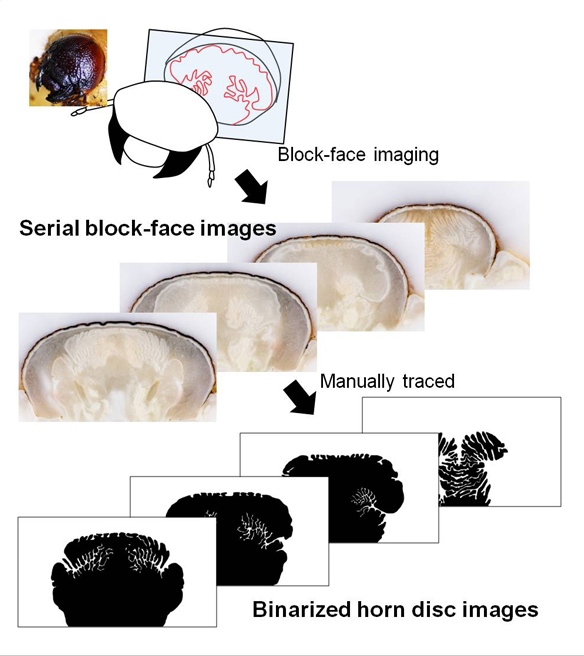 Block-face imaging
Serial block-face images
Manually traced
Binarized horn disc images